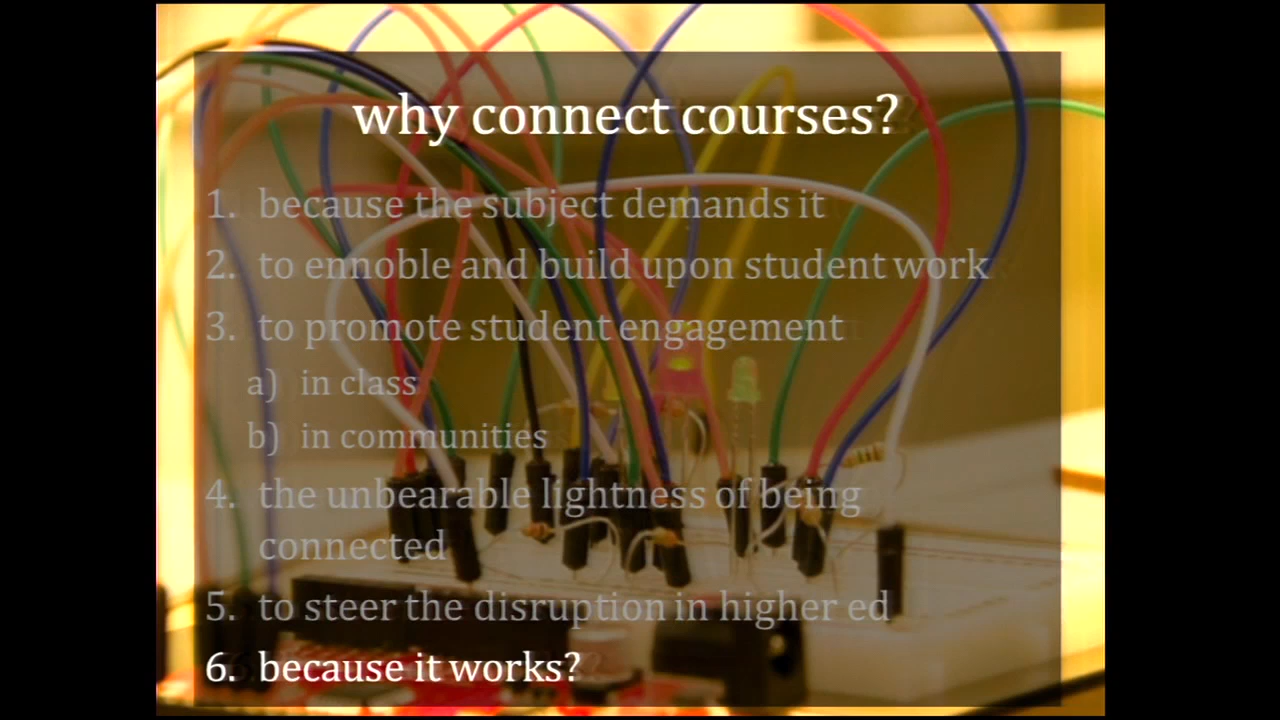 why connect courses?
1. because the subject demands it
2. to ennoble and build upon student work
3. to promote student engagement
a) in class
b) in communities
4. the unbearable lightness of being
connected
5. to steer the disruption in higher ed
6. because it works?